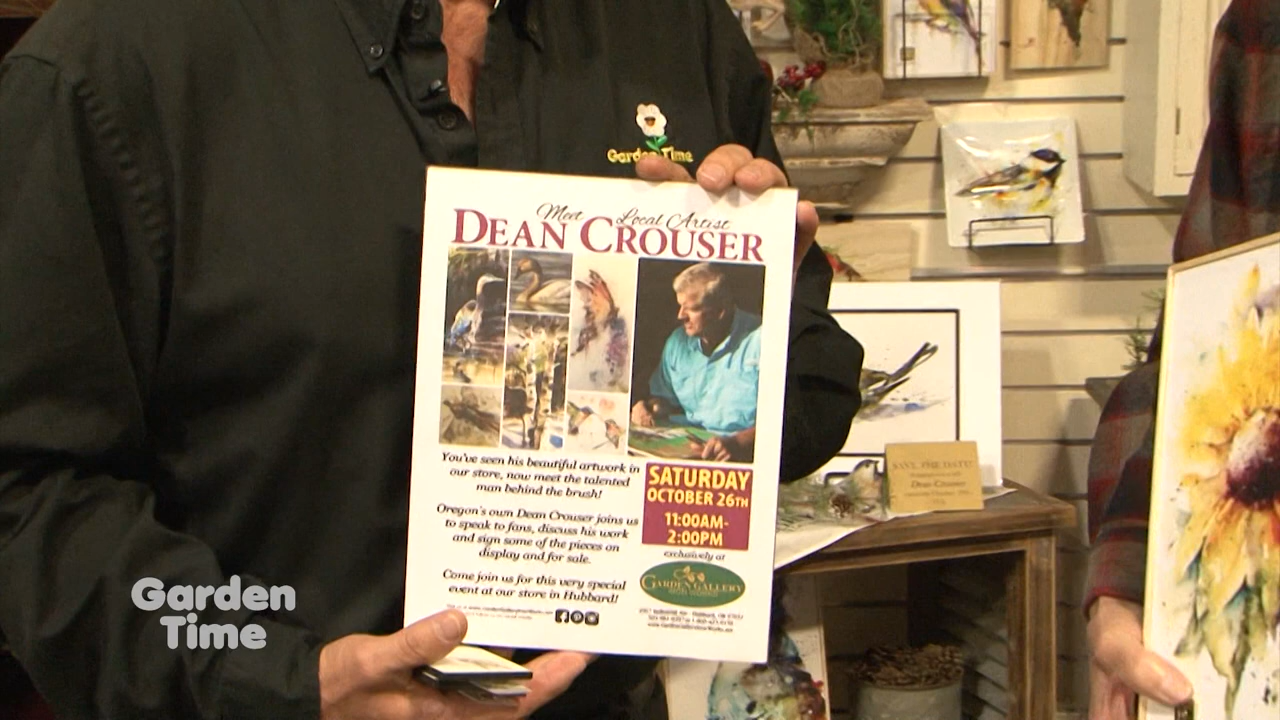 Garden Time
Meet Local Artist
DEAN CROUSER
You've seen his beautiful artwork in
our store, now meet the talented
man behind the brush!
Oregon's own Dean Crouser joins us
to speak to fans, discuss his work
and sign some of the pieces on
display and for sale.
Come join us for this very special
event at our store in Hubbard!
SATURDAY
OCTOBER 26TH
11:00AM-
2:00PM
exclusively at
GARDEN GALLERY
SAVE THE DATE!
Dean Crouser
Garden
Time